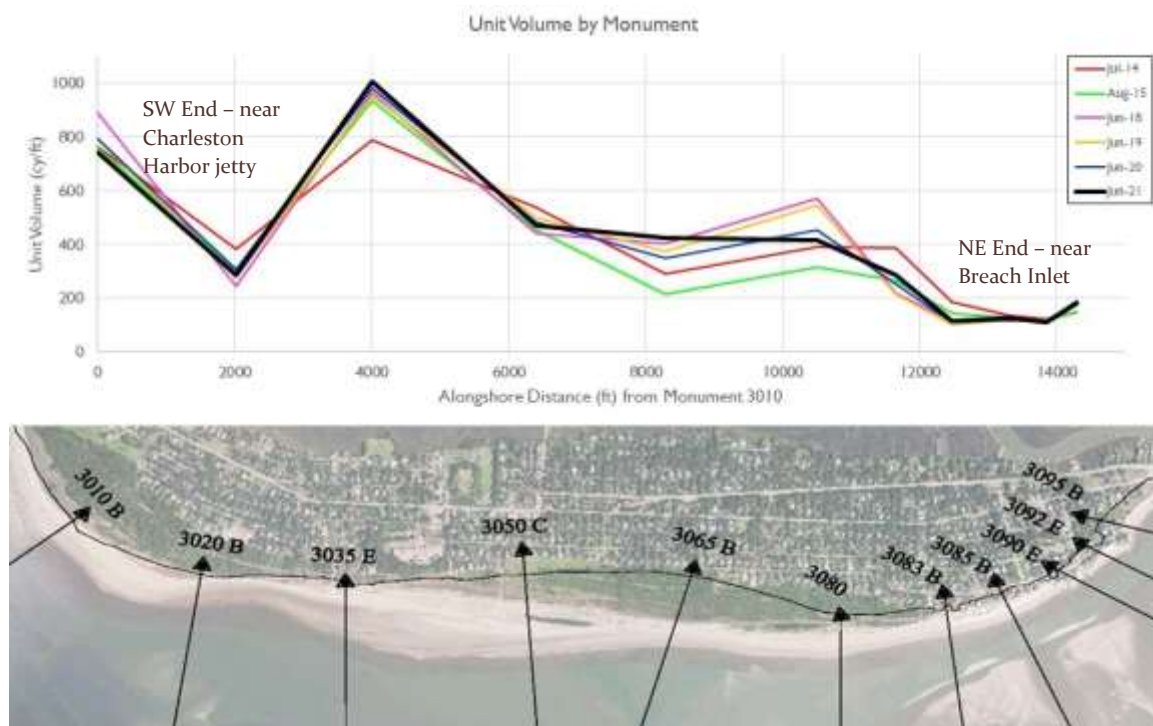 Unit Volume by Monument
Unit Volume (cy/ft)
1000
800
600
400
200
0
0
2000
4000
6000
8000
10000
12000
14000
Alongshore Distance (ft) from Monument 3010
SW End – near
Charleston
Harbor jetty
NE End – near
Breach Inlet
Jul-14
Aug-15
Jun-18
Jun-19
Jun-20
Jun-21
3010 B
3020 B
3035 E
3050 C
3065 B
3080
3083 B
3085 B
3090 E
3092 E
3095 B